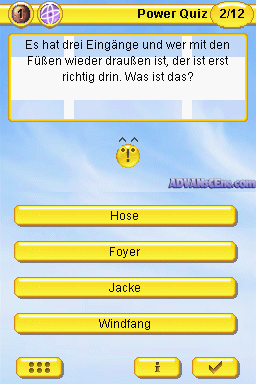 1
Power Quiz 2/12
Es hat drei Eingänge und wer mit den
Füßen wieder draußen ist, der ist erst
richtig drin. Was ist das?
ADVANSCENE.com
Hose
Foyer
Jacke
Windfang
i